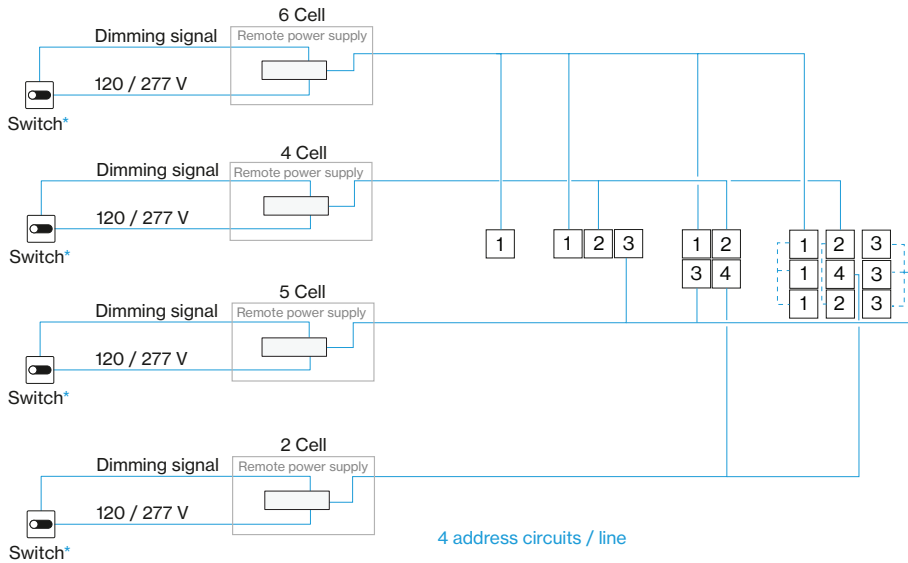 6 Cell
Dimming signal
Remote power supply
120 / 277 V
Switch*
4 Cell
Dimming signal
Remote power supply
120 / 277 V
Switch*
1 1 2 3 1 2 1 2 3
3 4 1 4 3
1 2 3
5 Cell
Dimming signal
Remote power supply
120 / 277 V
Switch*
2 Cell
Dimming signal
Remote power supply
120 / 277 V
Switch*
4 address circuits / line